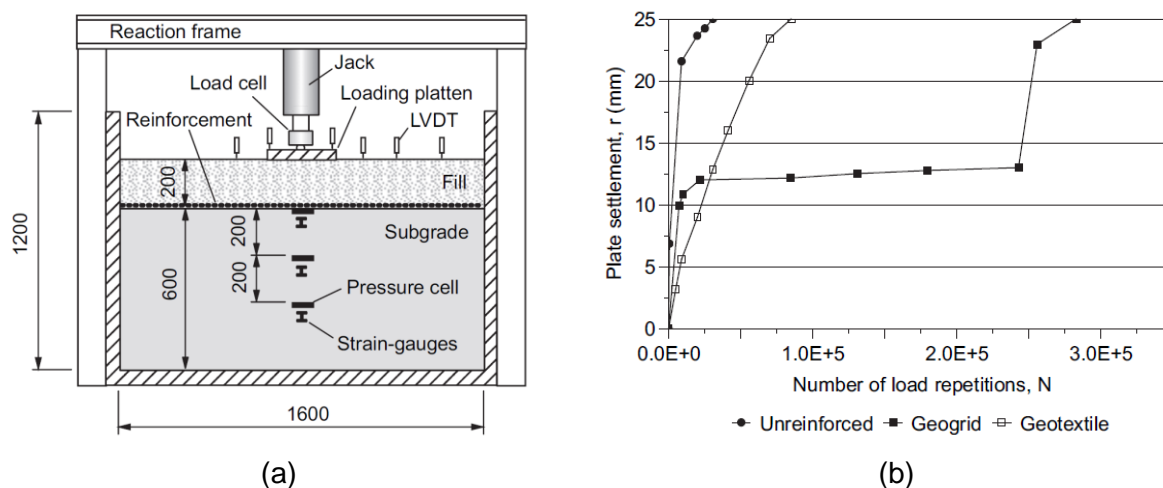 Reaction frame
Jack
Load cell
Loading platten
LVDT
Reinforcement
Fill
200
Subgrade
1200
600
200
200
Pressure cell
Strain-gauges
1600
(a)
Plate settlement, r (mm)
25
20
15
10
5
0
0.0E+0 1.0E+5 2.0E+5 3.0E+5
Number of load repetitions, N
Unreinforced Geogrid Geotextile
(b)